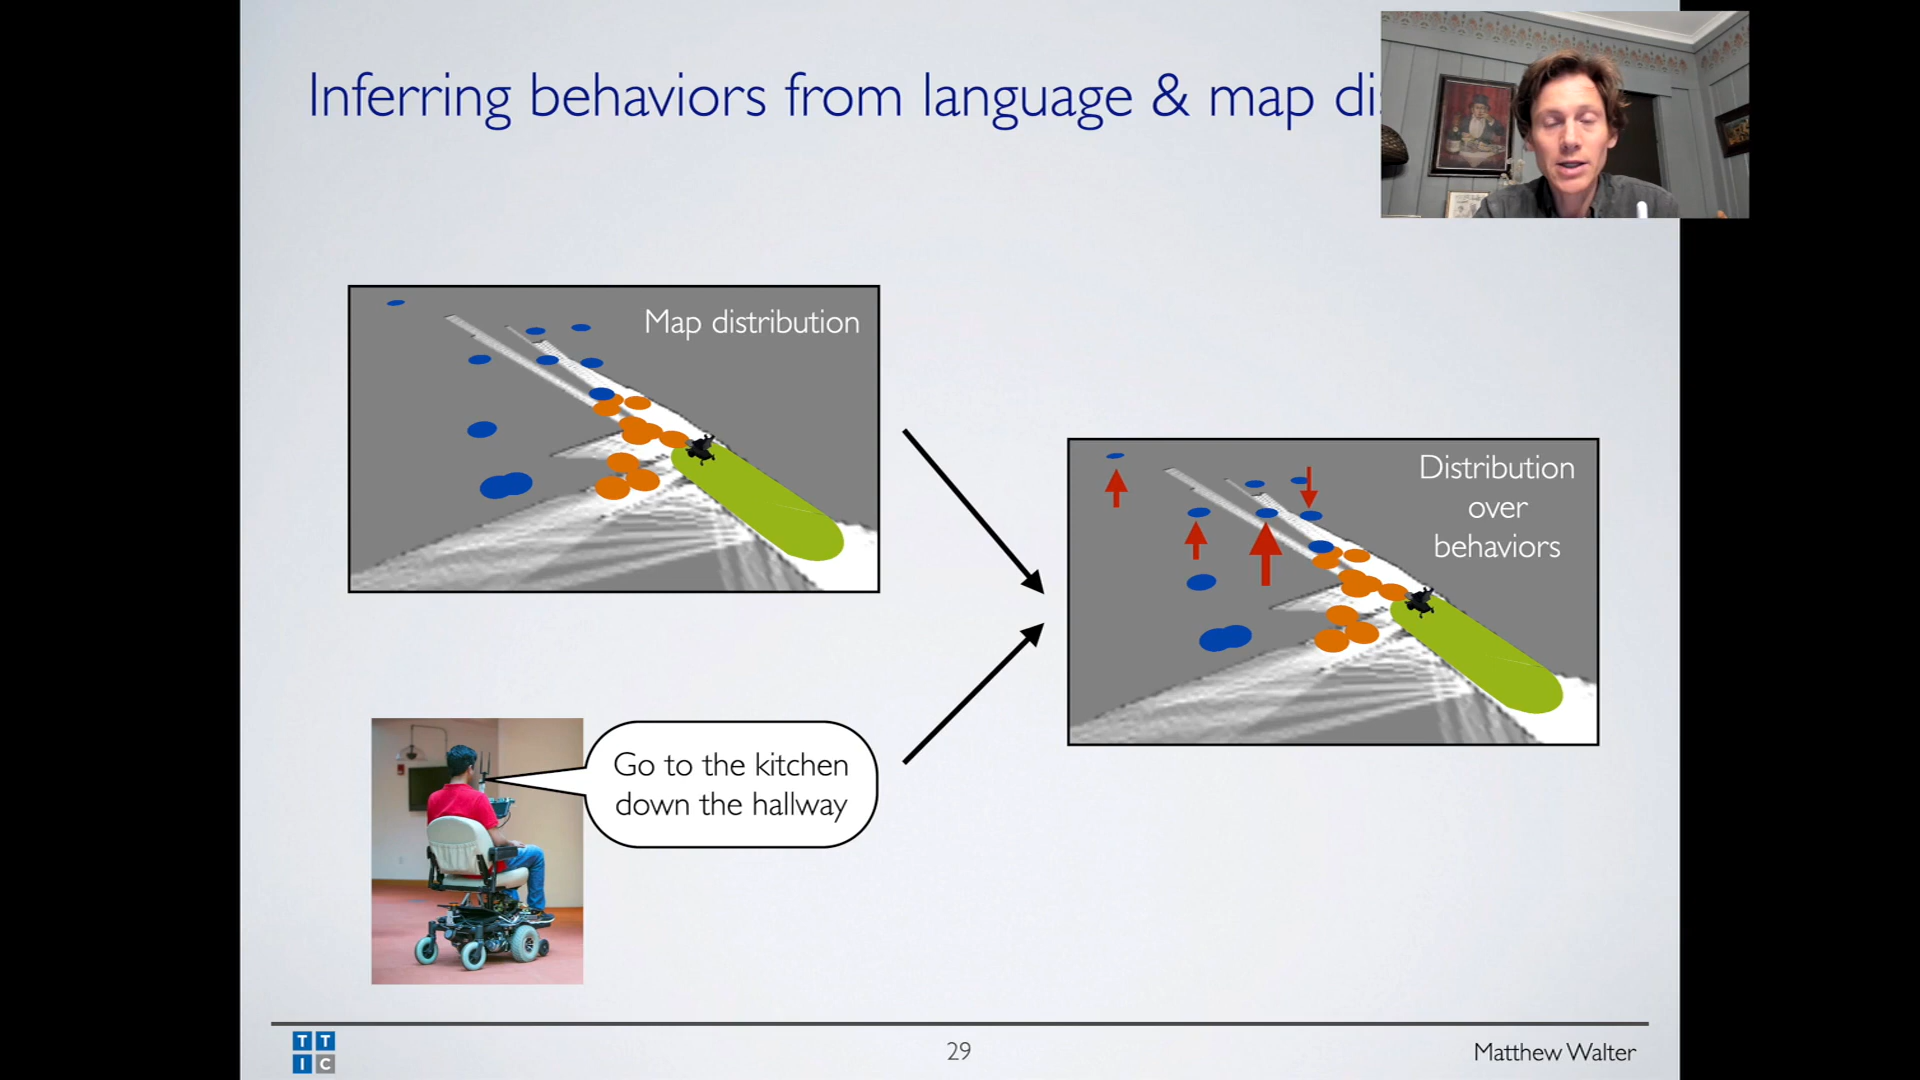 Inferring behaviors from language & map di
Map distribution
Distribution
over
behaviors
Go to the kitchen
down the hallway
T T
I C
29
Matthew Walter